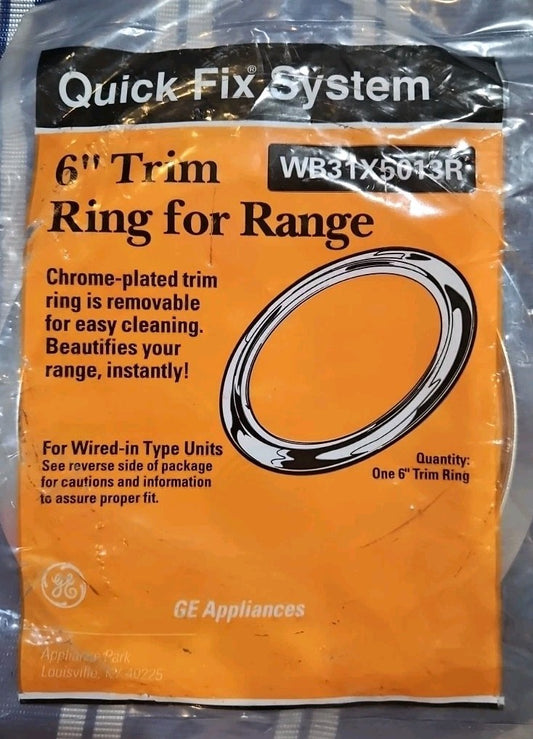 Quick Fix® System
6" Trim
WB31X5013R
Ring for Range
Chrome-plated trim
ring is removable
for easy cleaning.
Beautifies your
range, instantly!
For Wired-in Type Units
See reverse side of package
for cautions and information
to assure proper fit.
Quantity:
One 6" Trim Ring
GE
GE Appliances
Appliance Park
Louisville, KY 40225